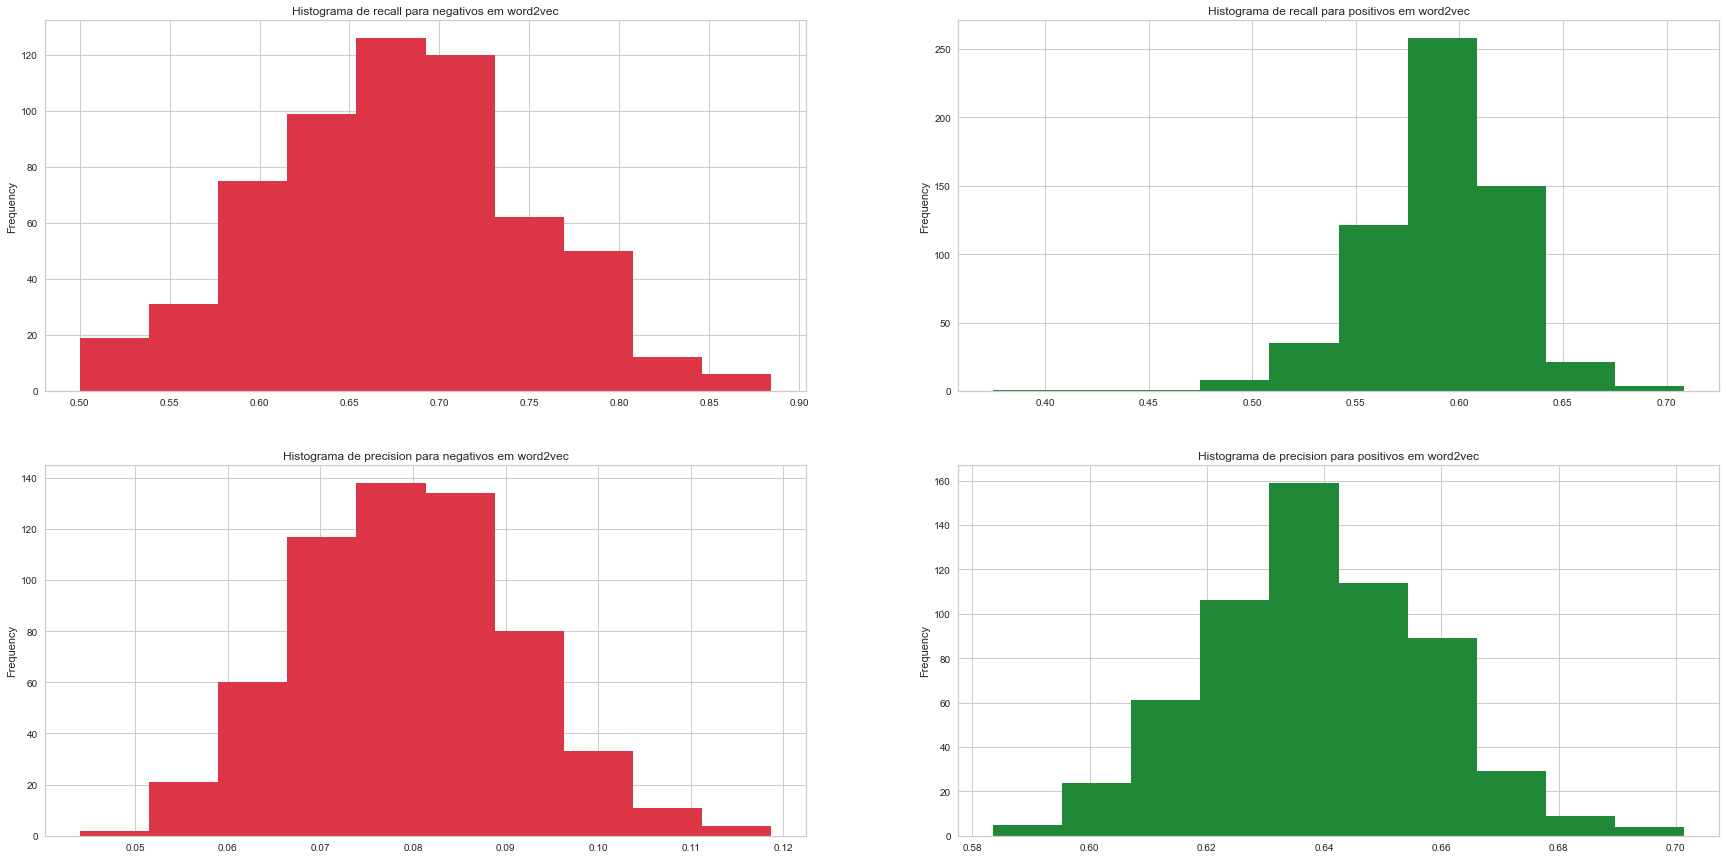 Histograma de recall para negativos em word2vec
Frequency
120
100
80
60
40
20
0
0.50 0.55 0.60 0.65 0.70 0.75 0.80 0.85 0.90
Histograma de recall para positivos em word2vec
Frequency
250
200
150
100
50
0
0.40 0.45 0.50 0.55 0.60 0.65 0.70
Histograma de precision para negativos em word2vec
Frequency
140
120
100
80
60
40
20
0
0.05 0.06 0.07 0.08 0.09 0.10 0.11 0.12
Histograma de precision para positivos em word2vec
Frequency
160
140
120
100
80
60
40
20
0
0.58 0.60 0.62 0.64 0.66 0.68 0.70